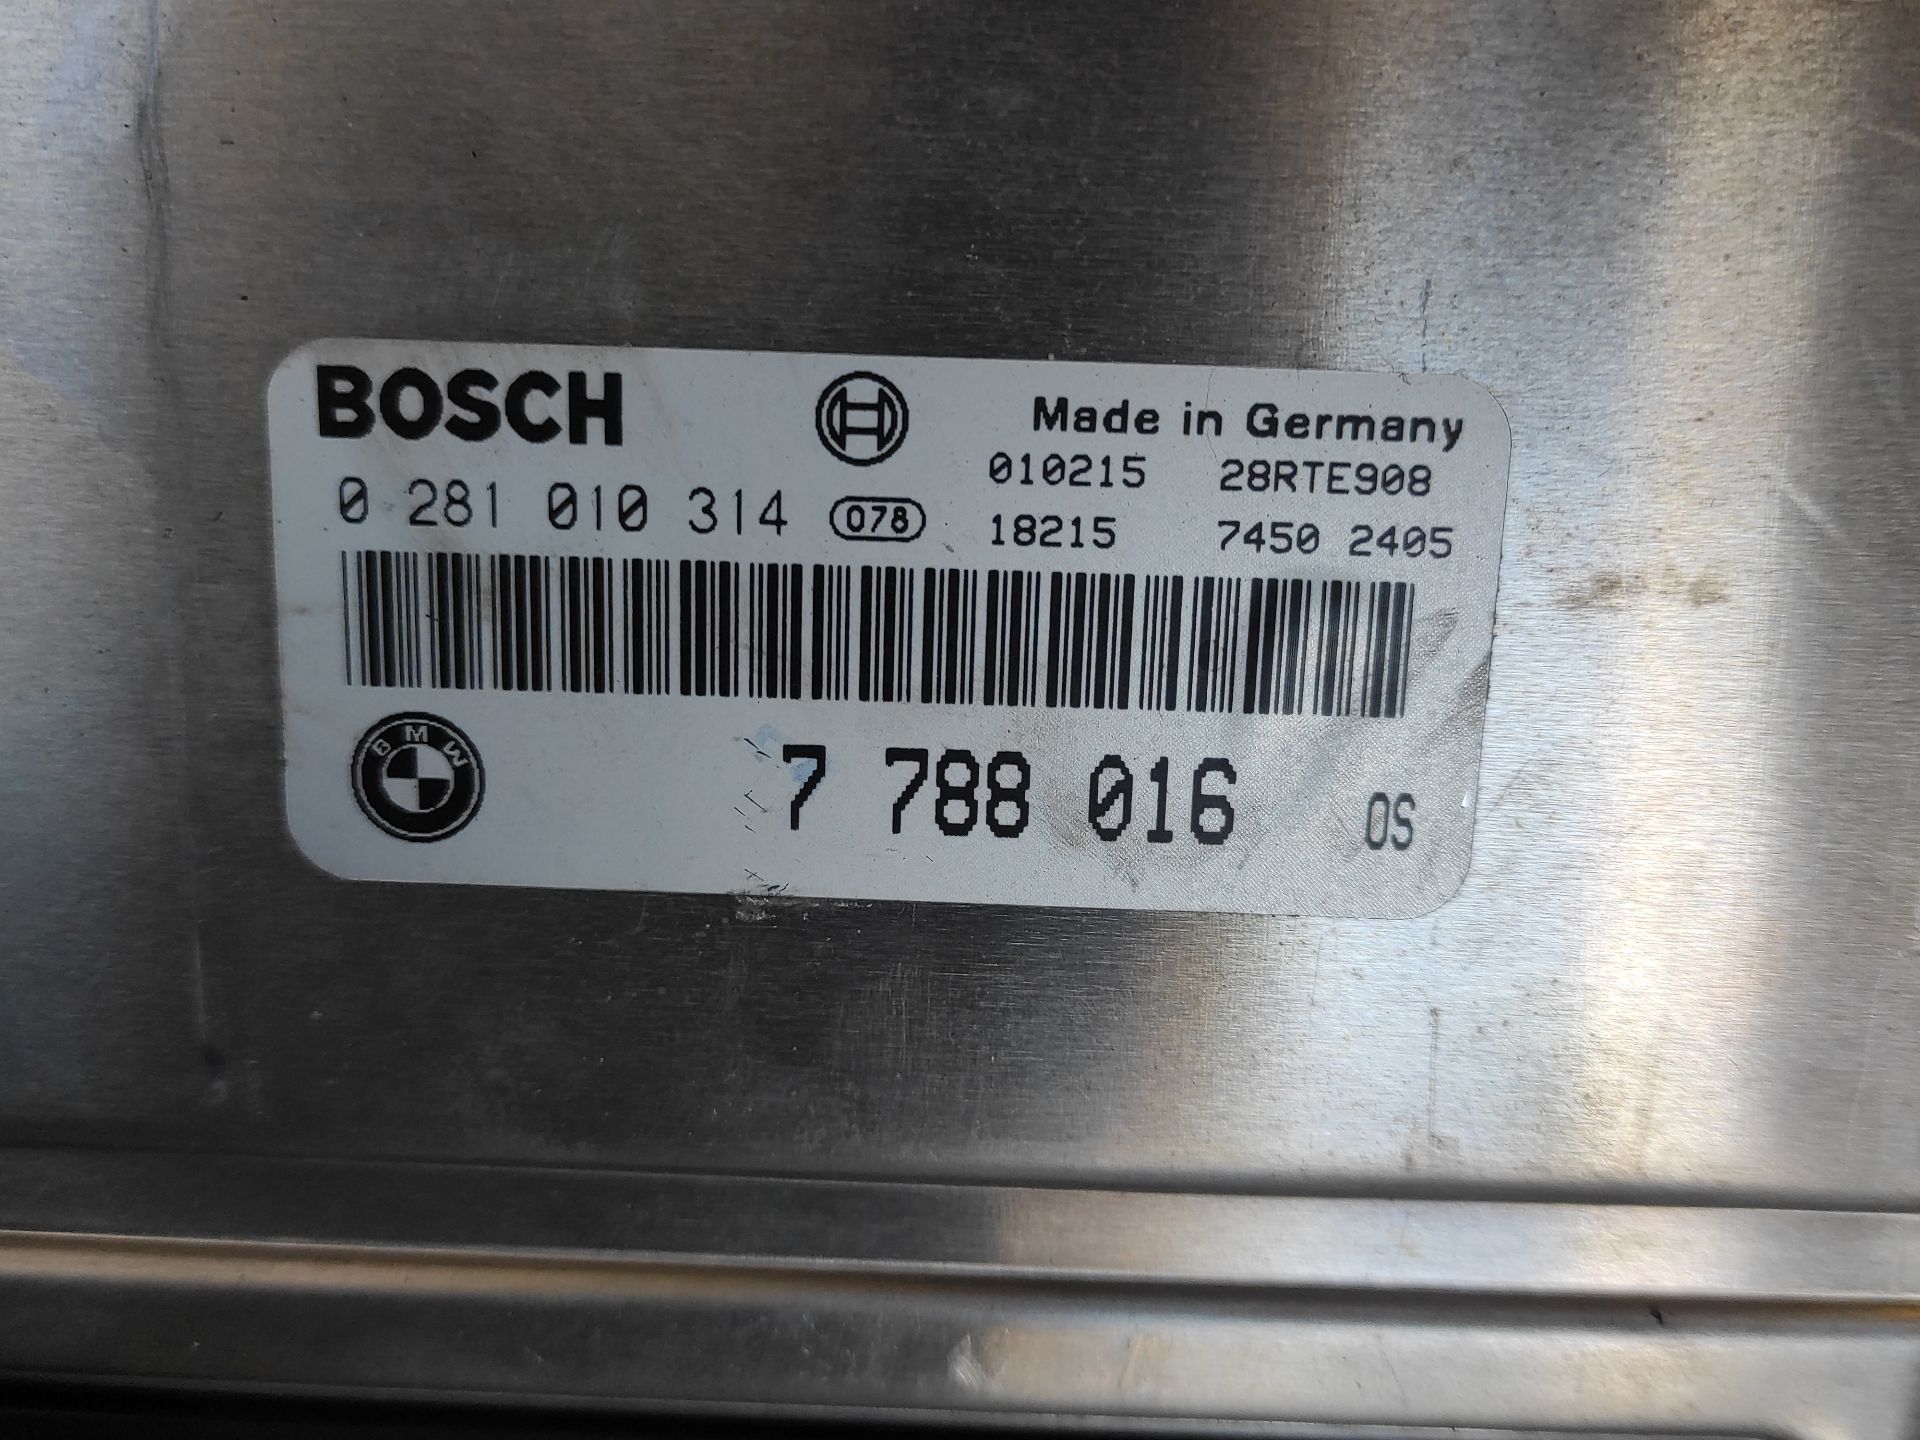 BOSCH
Made in Germany
010215 28RTE908
0 281 010 314 078
18215 7450 2405
BMW
7 788 016 OS